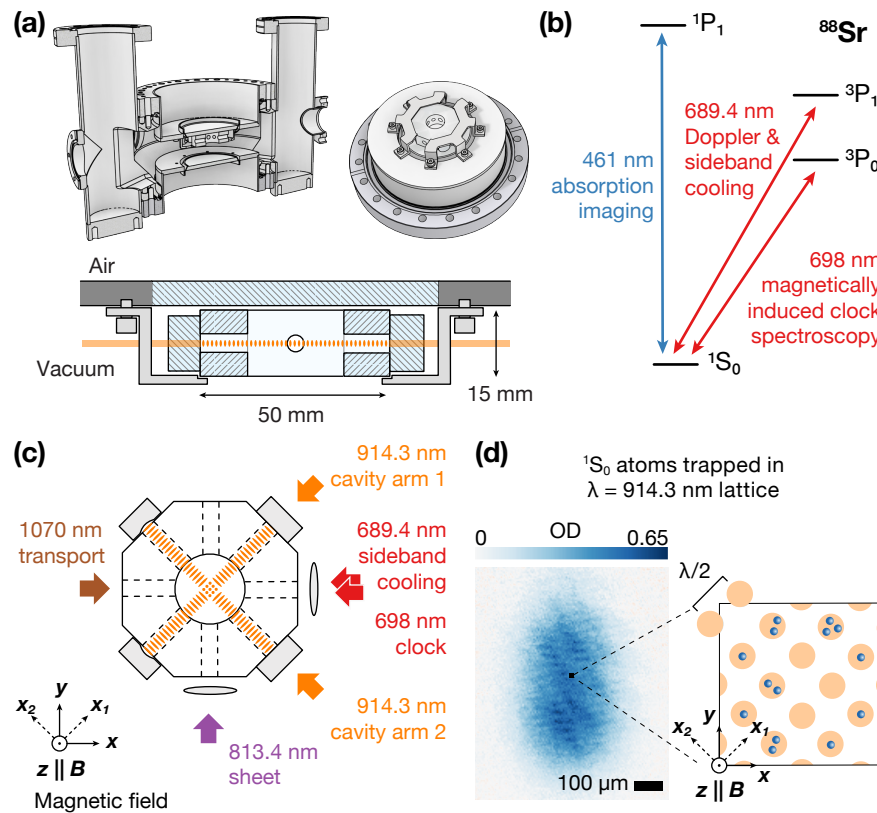 (a)
Air
Vacuum
50 mm
15 mm
(b)
¹P₁
⁸⁸Sr
³P₁
689.4 nm
Doppler &
sideband
cooling
³P₀
461 nm
absorption
imaging
698 nm
magnetically
induced clock
spectroscopy
¹S₀
(c)
914.3 nm
cavity arm 1
1070 nm
transport
689.4 nm
sideband
cooling
698 nm
clock
914.3 nm
cavity arm 2
813.4 nm
sheet
y
x₂
x₁
x
z || B
Magnetic field
(d)
¹S₀ atoms trapped in
λ = 914.3 nm lattice
OD
0
0.65
λ/2
100 μm
y
x₂
x₁
x
z || B